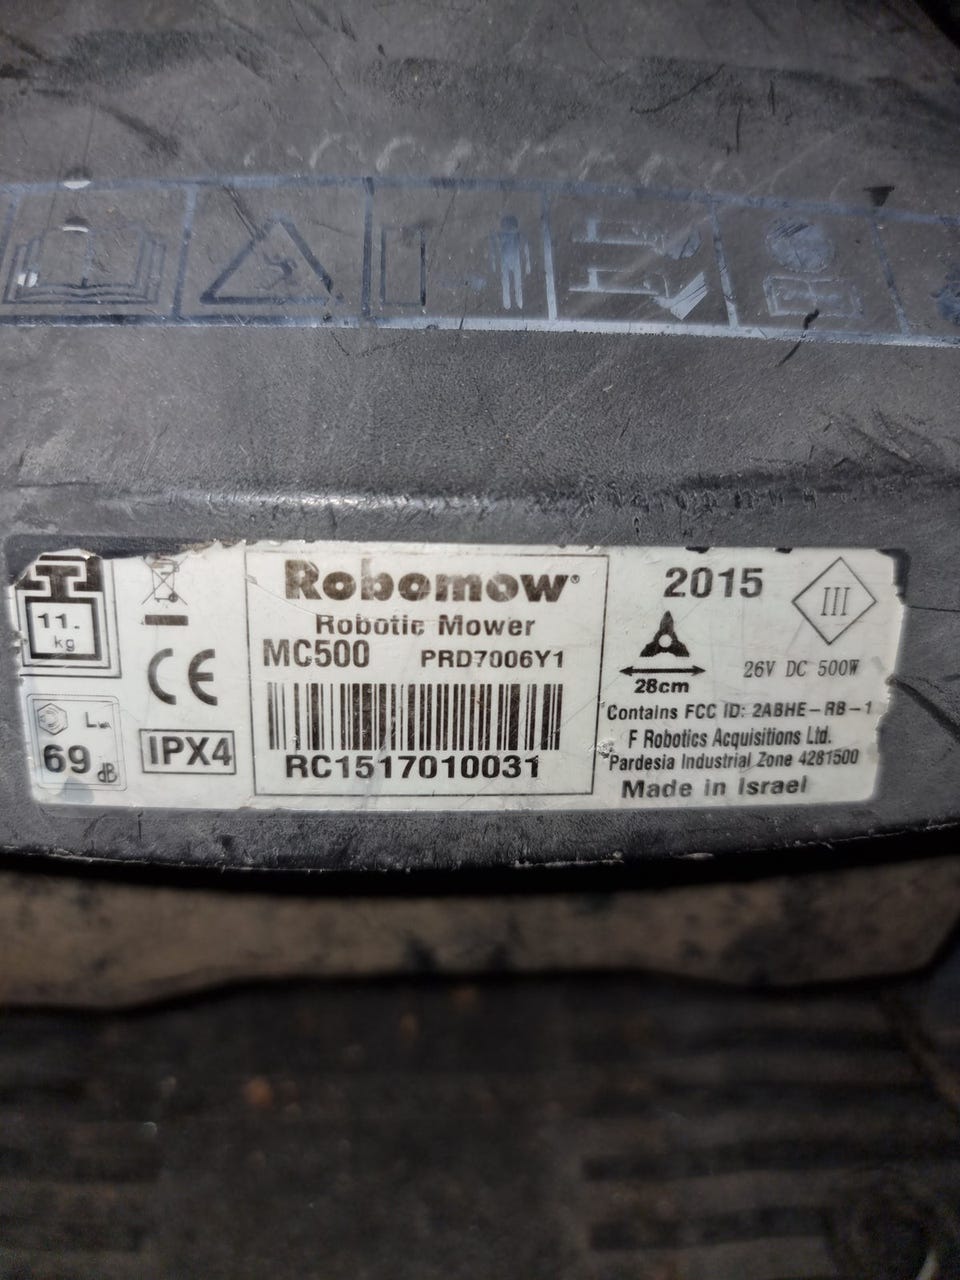 11.
kg
69 dB
CE
IPX4
Robomow®
Robotic Mower
MC500 PRD7006Y1
RC1517010031
2015
III
28cm
26V DC 500W
Contains FCC ID: 2ABHE-RB-1
F Robotics Acquisitions Ltd.
Pardesia Industrial Zone 4281500
Made in Israel